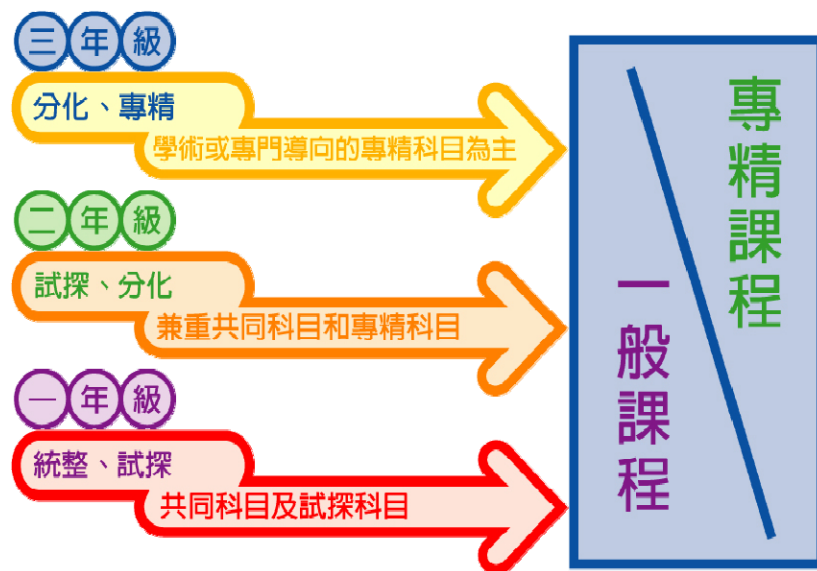 三年級
分化、專精
學術或專門導向的專精科目為主
二年級
試探、分化
兼重共同科目和專精科目
一年級
統整、試探
共同科目及試探科目
專精課程
一般課程